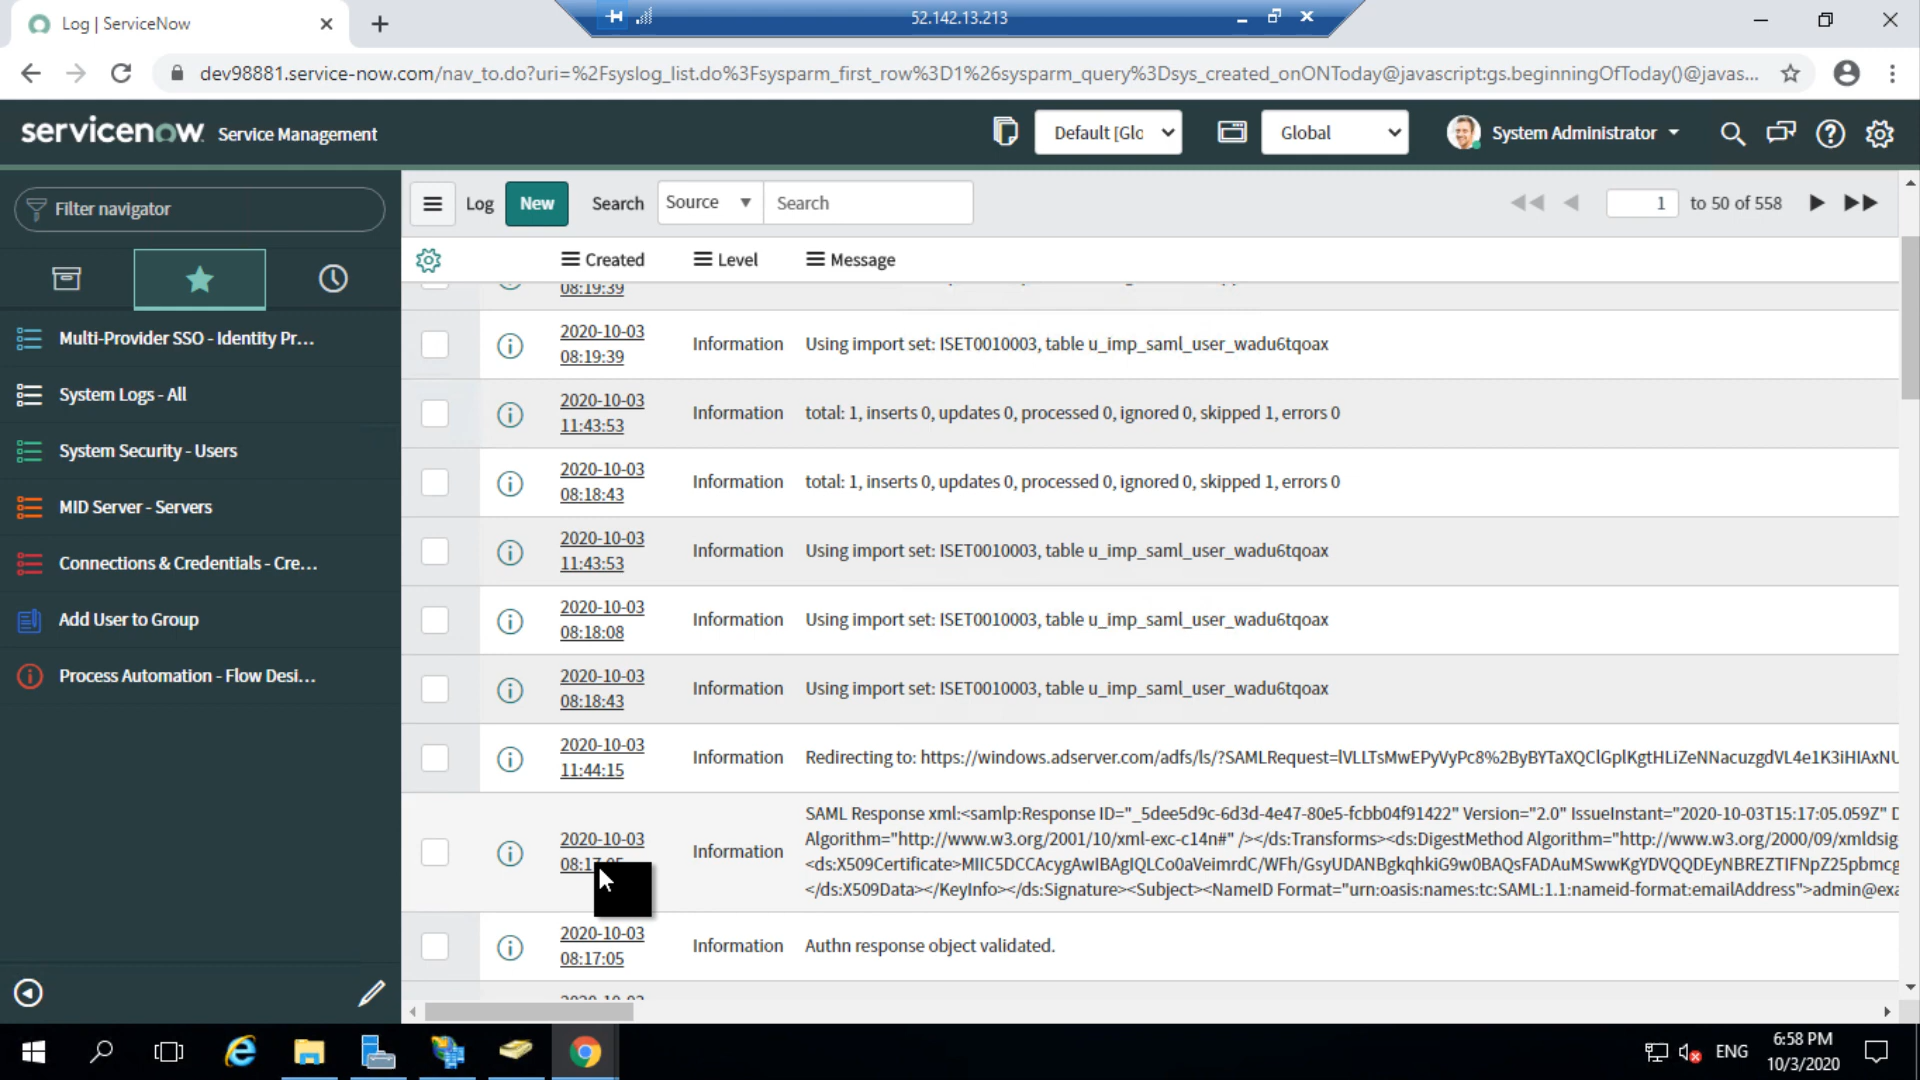 Log | ServiceNow
52.142.13.213
dev98881.service-now.com/nav_to.do?uri=%2Fsyslog_list.do%3Fsysparm_first_row%3D1%26sysparm_query%3Dsys_created_onONToday@javascript:gs.beginningOfToday()@javas...
servicenow Service Management
Default [Glo
Global
System Administrator
Filter navigator
Log
New
Search
Source
Search
1 to 50 of 558
Created
Level
Message
08:19:39
Multi-Provider SSO - Identity Pr...
System Logs - All
System Security - Users
MID Server - Servers
Connections & Credentials - Cre...
Add User to Group
Process Automation - Flow Desi...
2020-10-03
08:19:39
Information
Using import set: ISET0010003, table u_imp_saml_user_wadu6tqoax
2020-10-03
11:43:53
Information
total: 1, inserts 0, updates 0, processed 0, ignored 0, skipped 1, errors 0
2020-10-03
08:18:43
Information
total: 1, inserts 0, updates 0, processed 0, ignored 0, skipped 1, errors 0
2020-10-03
11:43:53
Information
Using import set: ISET0010003, table u_imp_saml_user_wadu6tqoax
2020-10-03
08:18:08
Information
Using import set: ISET0010003, table u_imp_saml_user_wadu6tqoax
2020-10-03
08:18:43
Information
Using import set: ISET0010003, table u_imp_saml_user_wadu6tqoax
2020-10-03
11:44:15
Information
Redirecting to: https://windows.adserver.com/adfs/ls/?SAMLRequest=lVLLTsMwEPyVyPc8%2ByBYTaXQClGplKgtHLiZeNNacuzgdVL4e1K3iHIAxNU
2020-10-03
08:17:05
Information
SAML Response xml:<samlp:Response ID="_5dee5d9c-6d3d-4e47-80e5-fcbb04f91422" Version="2.0" IssueInstant="2020-10-03T15:17:05.059Z" D
Algorithm="http://www.w3.org/2001/10/xml-exc-c14n#" /></ds:Transforms><ds:DigestMethod Algorithm="http://www.w3.org/2000/09/xmldsig
<ds:X509Certificate>MIIC5DCCAcygAwIBAgIQLCo0aVeimrdC/WFh/GsyUDANBgkqhkiG9w0BAQsFADAuMSwwKgYDVQQDEyNBREZTIFNpZ25pbmcg
</ds:X509Data></KeyInfo></ds:Signature><Subject><NameID Format="urn:oasis:names:tc:SAML:1.1:nameid-format:emailAddress">admin@exa
2020-10-03
08:17:05
Information
Authn response object validated.
ENG
6:58 PM
10/3/2020